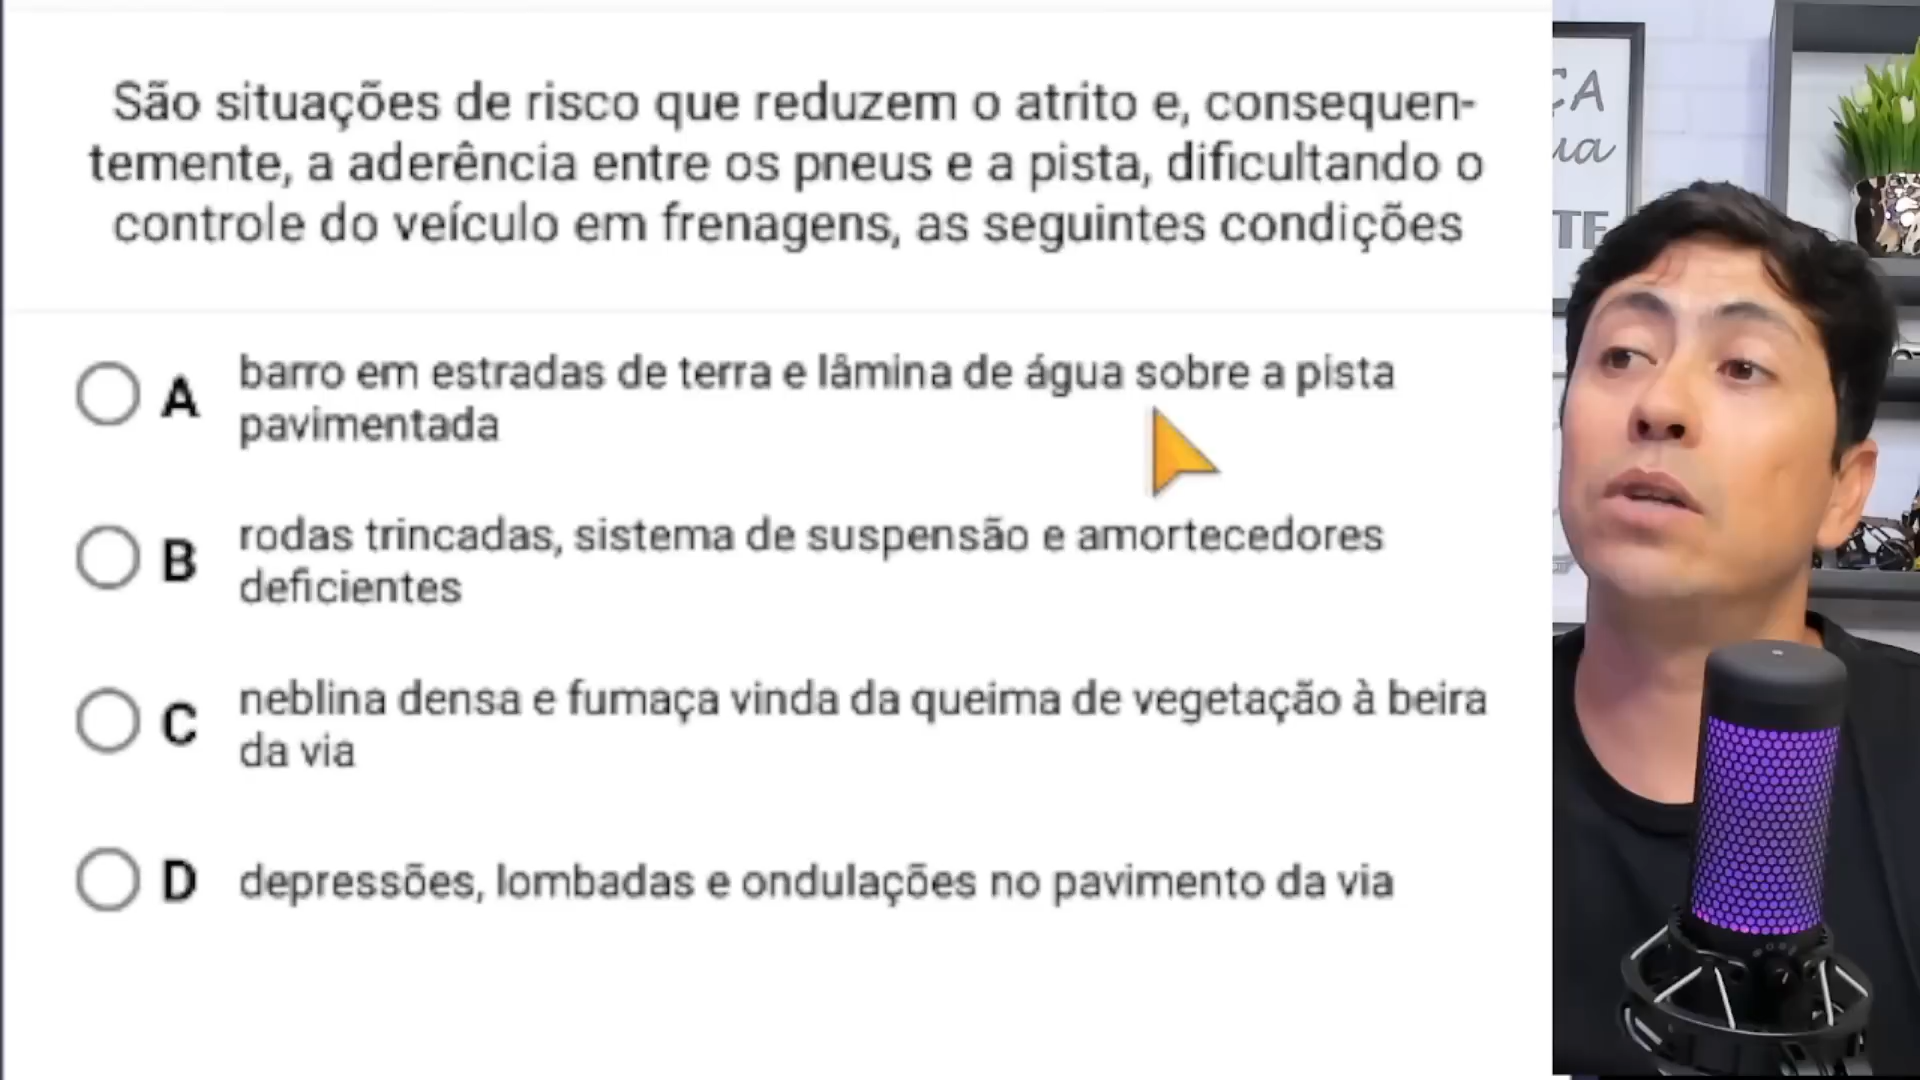 São situações de risco que reduzem o atrito e, consequen-
temente, a aderência entre os pneus e a pista, dificultando o
controle do veículo em frenagens, as seguintes condições
A barro em estradas de terra e lâmina de água sobre a pista
pavimentada
B rodas trincadas, sistema de suspensão e amortecedores
deficientes
C neblina densa e fumaça vinda da queima de vegetação à beira
da via
D depressões, lombadas e ondulações no pavimento da via
ÇA
ua
TE